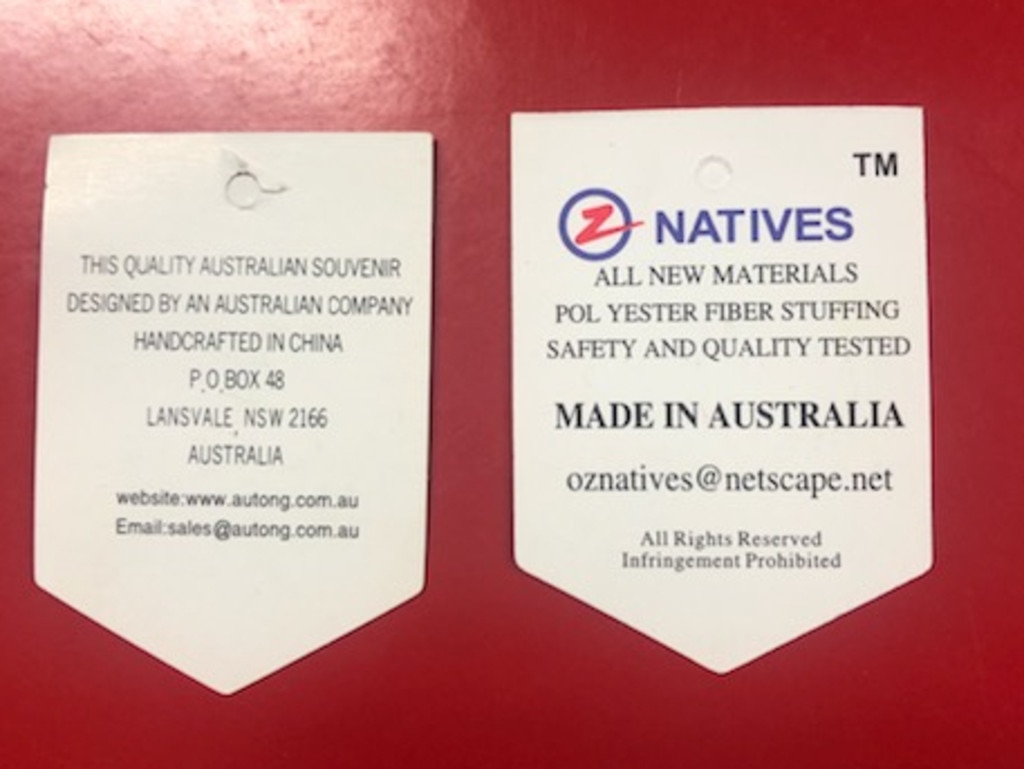 THIS QUALITY AUSTRALIAN SOUVENIR
DESIGNED BY AN AUSTRALIAN COMPANY
HANDCRAFTED IN CHINA
P.O.BOX 48
LANSVALE, NSW 2166
AUSTRALIA
website:www.autong.com.au
Email:sales@autong.com.au
TM
Z NATIVES
ALL NEW MATERIALS
POL YESTER FIBER STUFFING
SAFETY AND QUALITY TESTED
MADE IN AUSTRALIA
oznatives@netscape.net
All Rights Reserved
Infringement Prohibited